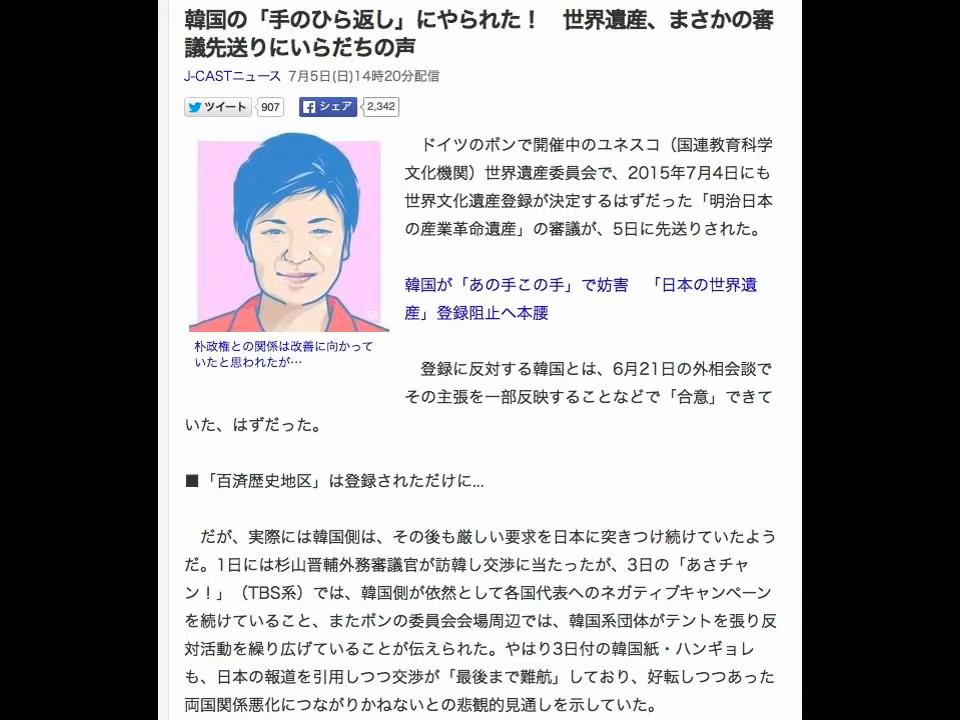 韓国の「手のひら返し」にやられた！　世界遺産、まさかの審
議先送りにいらだちの声
J-CASTニュース 7月5日(日)14時20分配信
ツイート 907 シェア 2,342
ドイツのボンで開催中のユネスコ（国連教育科学
文化機関）世界遺産委員会で、2015年7月4日にも
世界文化遺産登録が決定するはずだった「明治日本
の産業革命遺産」の審議が、5日に先送りされた。
韓国が「あの手この手」で妨害　「日本の世界遺
産」登録阻止へ本腰
朴政権との関係は改善に向かって
いたと思われたが…
登録に反対する韓国とは、6月21日の外相会談で
その主張を一部反映することなどで「合意」できて
いた、はずだった。
■「百済歴史地区」は登録されただけに...
だが、実際には韓国側は、その後も厳しい要求を日本に突きつけ続けていたよう
だ。1日には杉山晋輔外務審議官が訪韓し交渉に当たったが、3日の「あさチャ
ン！」（TBS系）では、韓国側が依然として各国代表へのネガティブキャンペーン
を続けていること、またボンの委員会会場周辺では、韓国系団体がテントを張り反
対活動を繰り広げていることが伝えられた。やはり3日付の韓国紙・ハンギョレ
も、日本の報道を引用しつつ交渉が「最後まで難航」しており、好転しつつあった
両国関係悪化につながりかねないとの悲観的見通しを示していた。